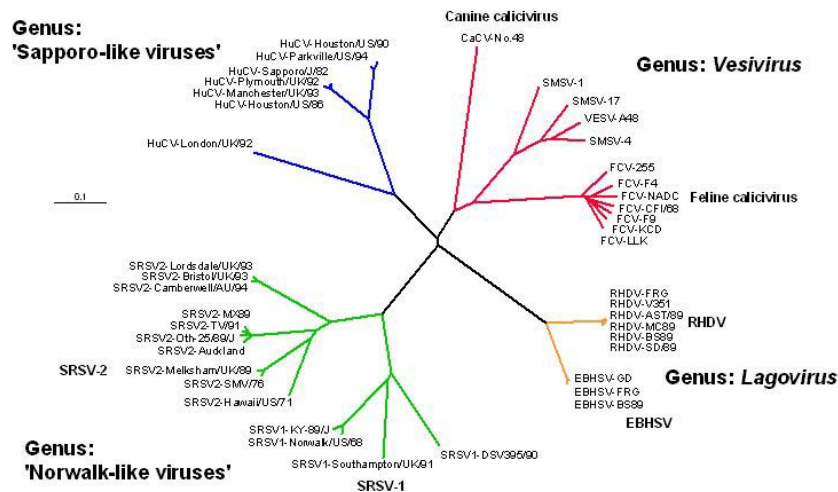 Genus:
'Sapporo-like viruses'
HuCV-Houston/US/90
HuCV-Parkville/US/94
HuCV-Sapporo/J/82
HuCV-Plymouth/UK/92
HuCV-Manchester/UK/93
HuCV-Houston/US/86
HuCV-London/UK/92
0.1
Canine calicivirus
CaCV-No.48
Genus: Vesivirus
SMSV-1
SMSV-17
VESV-A48
SMSV-4
FCV-255
FCV-F4
FCV-NADC
FCV-CFI/68
FCV-F9
FCV-KCD
FCV-LLK
Feline calicivirus
SRSV2-Lordsdale/UK/93
SRSV2-Bristol/UK/93
SRSV2-Camberwell/AU/94
SRSV2-MX89
SRSV2-TV/91
SRSV2-Oth-25/89/J
SRSV2-Auckland
SRSV2-Melksham/UK/89
SRSV2-SMV/76
SRSV2-Hawaii/US/71
SRSV-2
RHDV-FRG
RHDV-V351
RHDV-AST/89
RHDV-MC89
RHDV-BS89
RHDV-SD/89
RHDV
Genus: Lagovirus
EBHSV-GD
EBHSV-FRG
EBHSV-BS89
EBHSV
Genus:
'Norwalk-like viruses'
SRSV1-KY-89/J
SRSV1-Norwalk/US/68
SRSV1-Southampton/UK/91
SRSV1-DSV395/90
SRSV-1